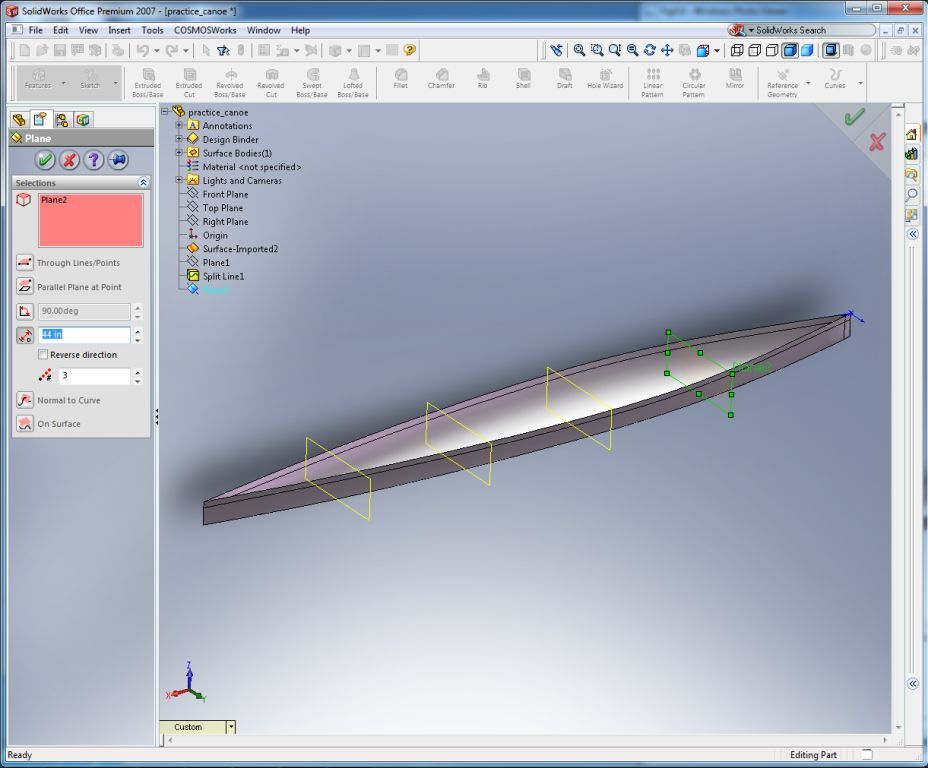 SolidWorks Office Premium 2007 - [practice_canoe *]
File Edit View Insert Tools COSMOSWorks Window Help
SolidWorks Search
Features
Sketch
Extruded Boss/Base
Extruded Cut
Revolved Boss/Base
Revolved Cut
Swept Boss/Base
Lofted Boss/Base
Fillet
Chamfer
Rib
Shell
Draft
Hole Wizard
Linear Pattern
Circular Pattern
Mirror
Reference Geometry
Curves
Plane
Selections
Plane2
Through Lines/Points
Parallel Plane at Point
90.00deg
44 in
Reverse direction
3
Normal to Curve
On Surface
practice_canoe
Annotations
Design Binder
Surface Bodies(1)
Material <not specified>
Lights and Cameras
Front Plane
Top Plane
Right Plane
Origin
Surface-Imported2
Plane1
Split Line1
Z
X
Y
Custom
Ready
Editing Part